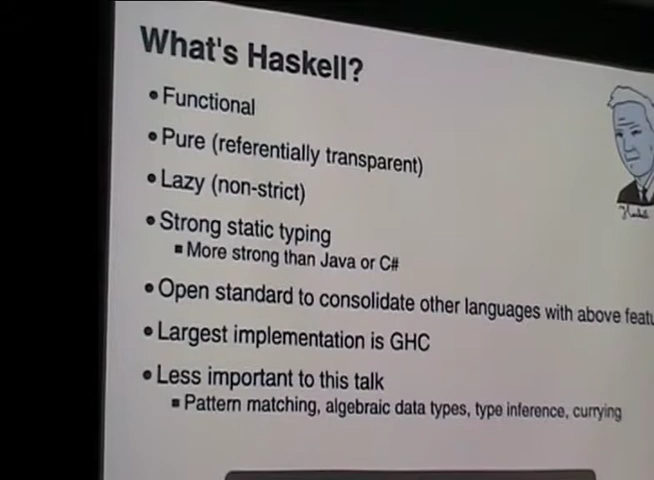 What's Haskell?
• Functional
• Pure (referentially transparent)
• Lazy (non-strict)
• Strong static typing
▪ More strong than Java or C#
• Open standard to consolidate other languages with above
• Largest implementation is GHC
• Less important to this talk
▪ Pattern matching, algebraic data types, type inference, currying